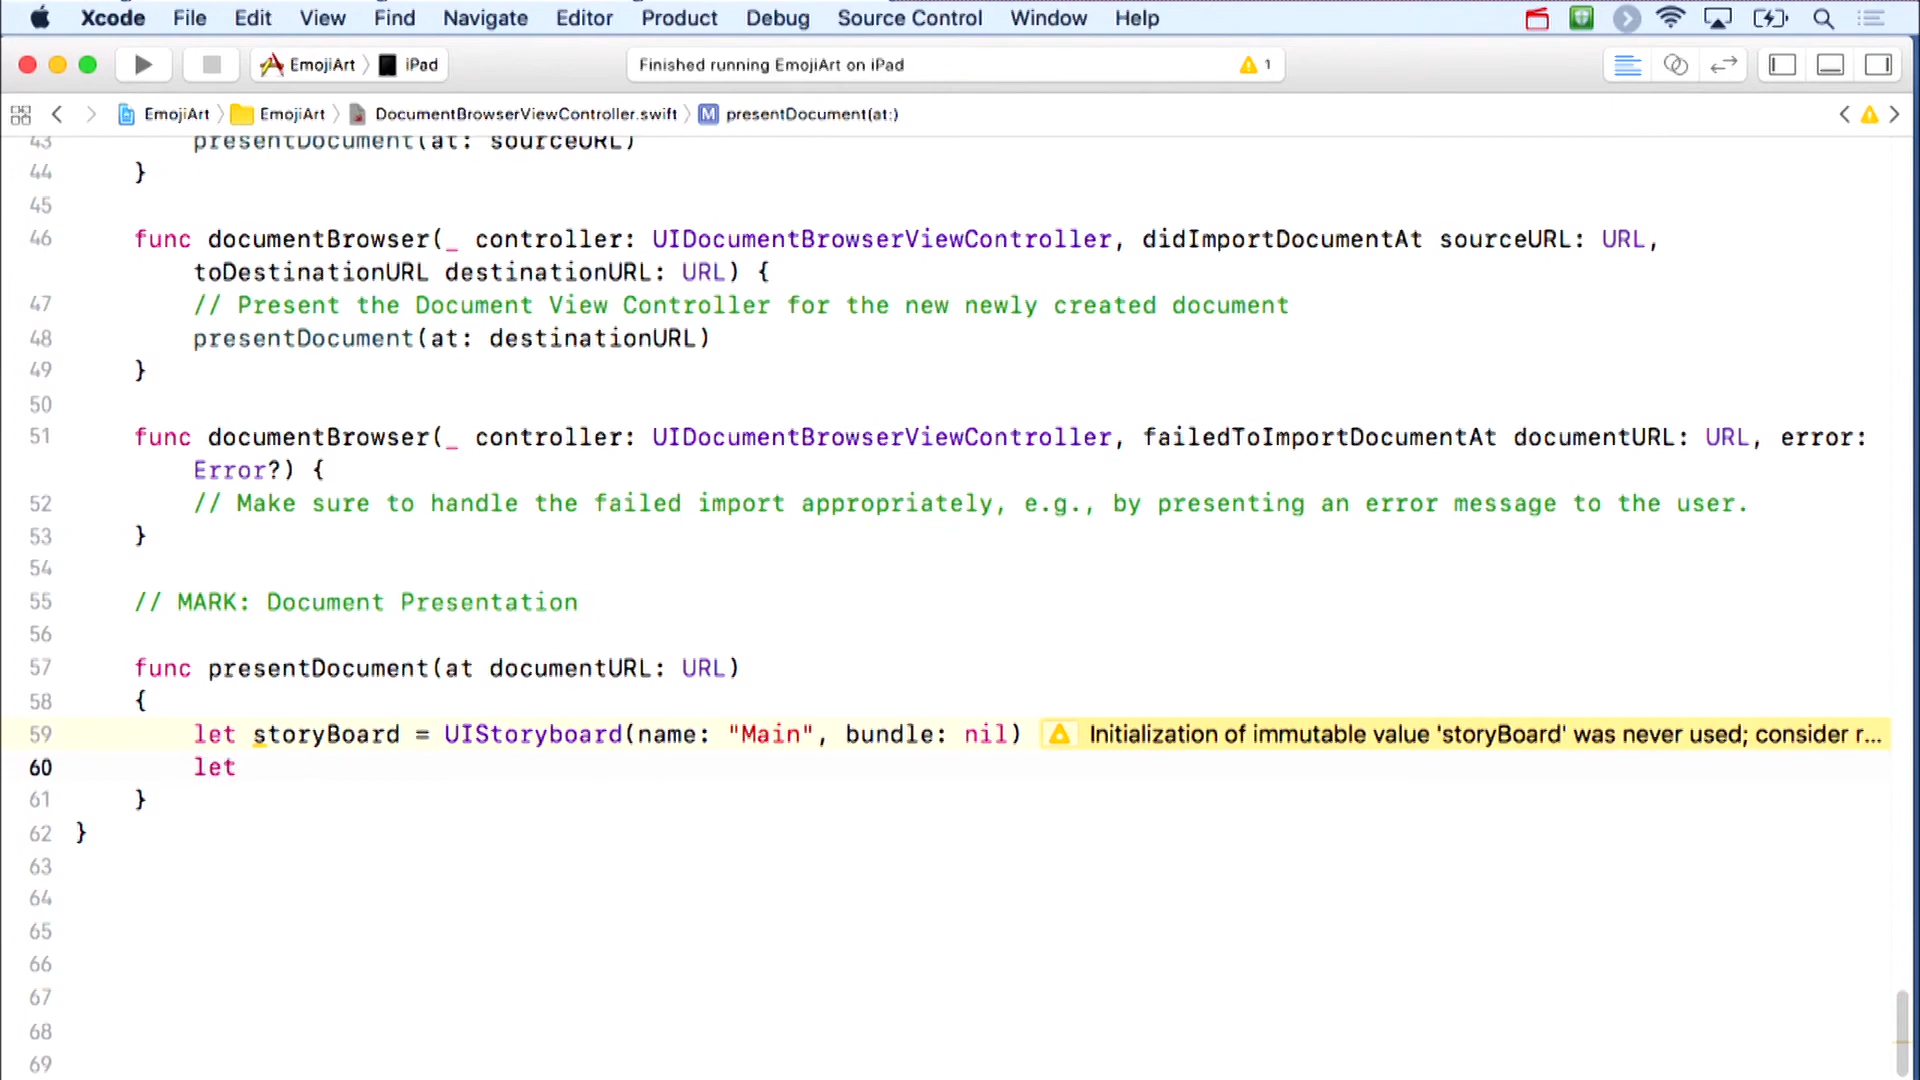 Xcode File Edit View Find Navigate Editor Product Debug Source Control Window Help
EmojiArt iPad Finished running EmojiArt on iPad 1
EmojiArt EmojiArt DocumentBrowserViewController.swift M presentDocument(at:)
43 presentDocument(at: sourceURL)
44 }
45
46 func documentBrowser(_ controller: UIDocumentBrowserViewController, didImportDocumentAt sourceURL: URL,
toDestinationURL destinationURL: URL) {
47 // Present the Document View Controller for the new newly created document
48 presentDocument(at: destinationURL)
49 }
50
51 func documentBrowser(_ controller: UIDocumentBrowserViewController, failedToImportDocumentAt documentURL: URL, error:
Error?) {
52 // Make sure to handle the failed import appropriately, e.g., by presenting an error message to the user.
53 }
54
55 // MARK: Document Presentation
56
57 func presentDocument(at documentURL: URL)
58 {
59 let storyBoard = UIStoryboard(name: "Main", bundle: nil) Initialization of immutable value 'storyBoard' was never used; consider r...
60 let
61 }
62 }
63
64
65
66
67
68
69